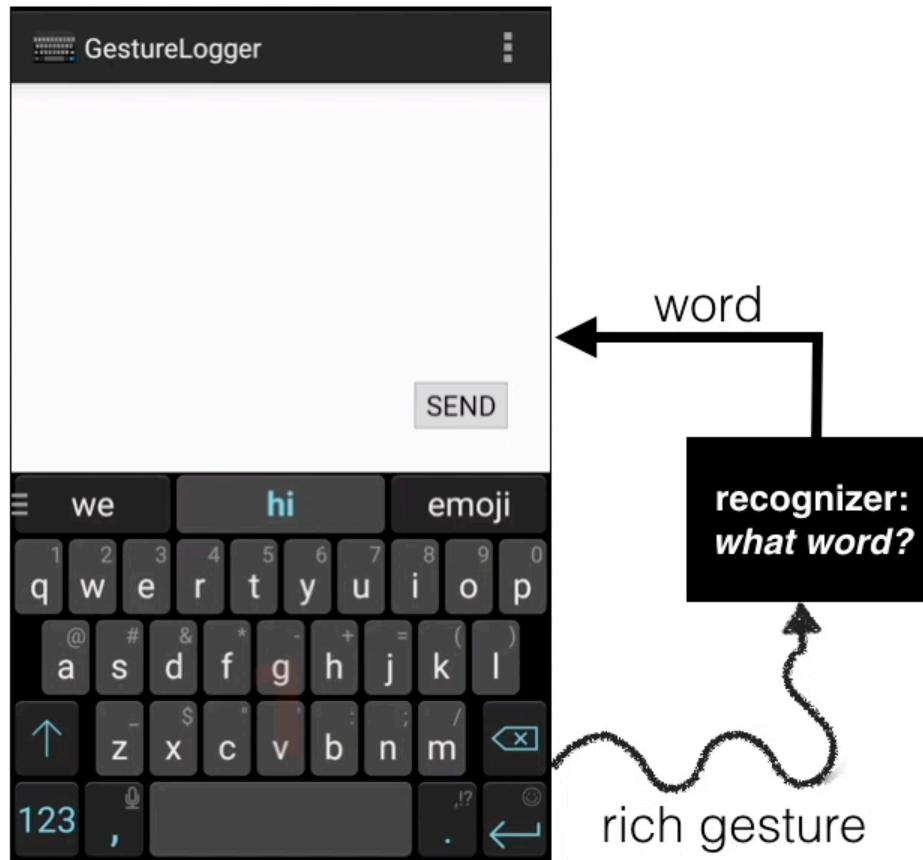 GestureLogger
word
SEND
recognizer:
what word?
we hi emoji
1 2 3 4 5 6 7 8 9 0
q w e r t y u i o p
@ # & * - + = ( )
a s d f g h j k l
_ $ " ' : ; /
z x c v b n m
,!?
123 , .
rich gesture